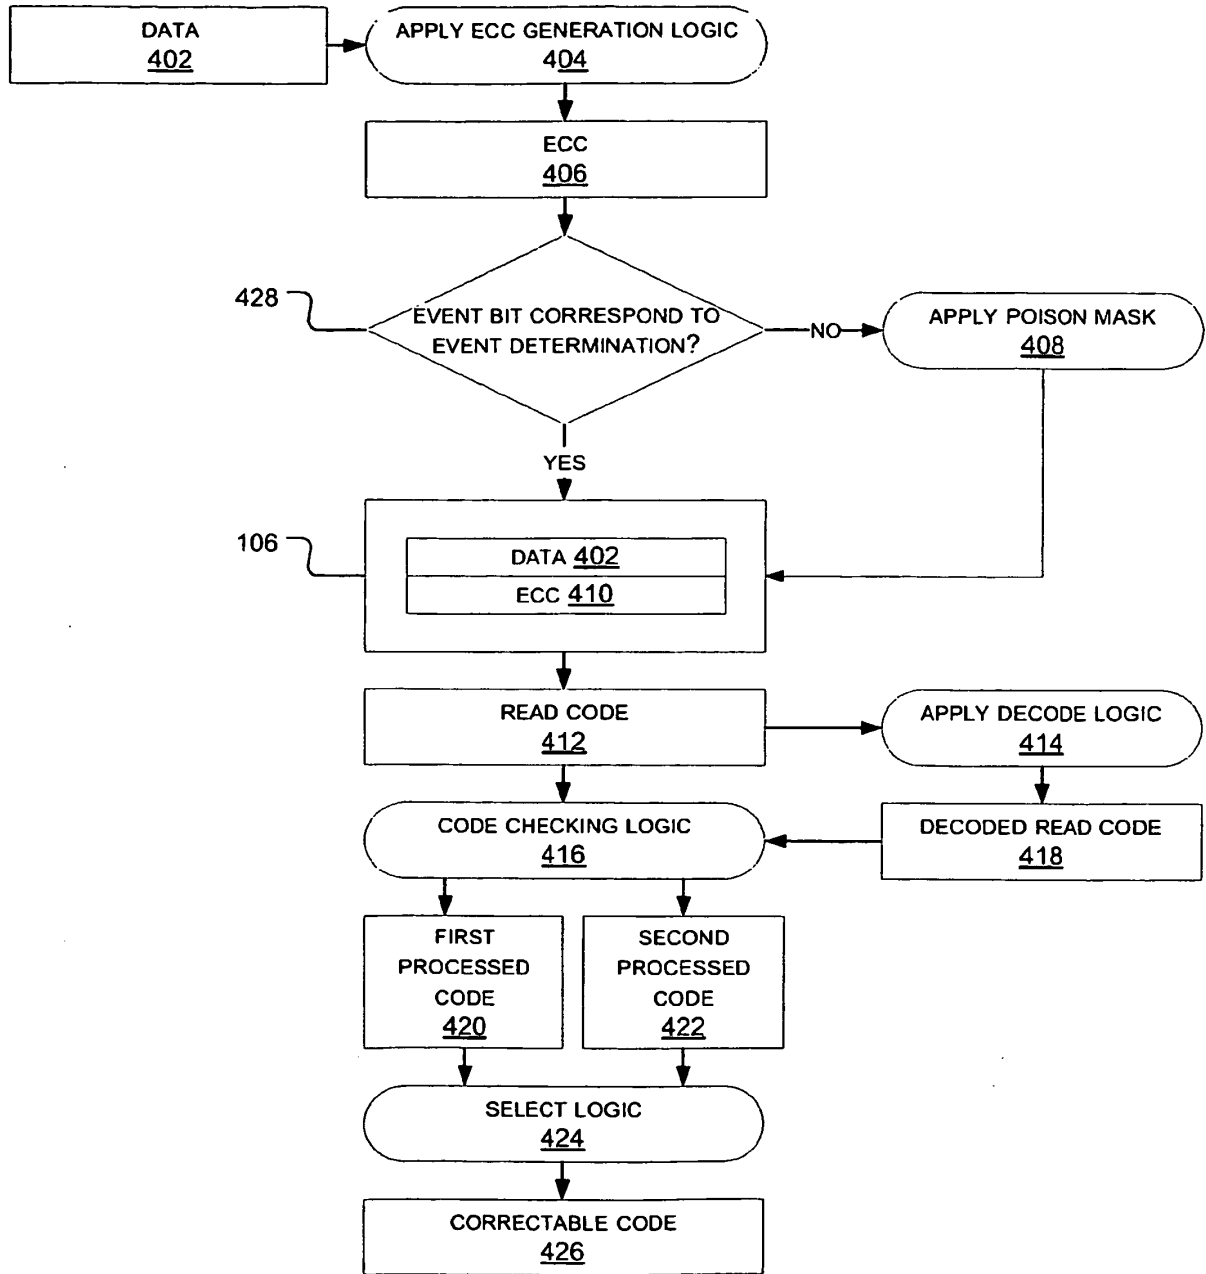 DATA
402
APPLY ECC GENERATION LOGIC
404
ECC
406
428
EVENT BIT CORRESPOND TO
EVENT DETERMINATION?
NO
APPLY POISON MASK
408
YES
106
DATA 402
ECC 410
READ CODE
412
APPLY DECODE LOGIC
414
CODE CHECKING LOGIC
416
DECODED READ CODE
418
FIRST
PROCESSED
CODE
420
SECOND
PROCESSED
CODE
422
SELECT LOGIC
424
CORRECTABLE CODE
426